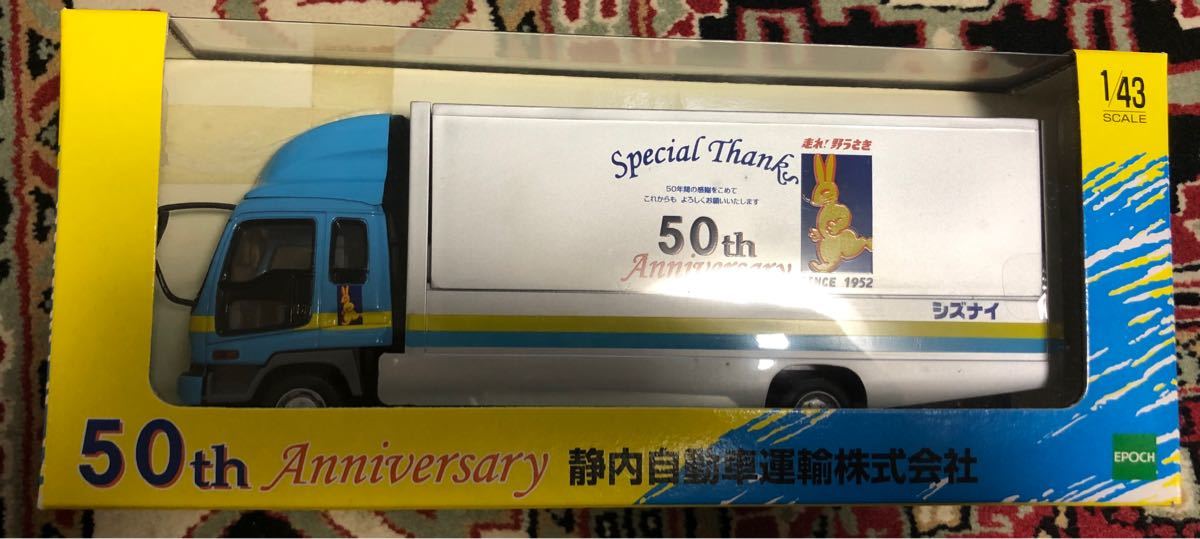 1/43
SCALE
Special Thanks
走れ!野うさぎ
50年間の感謝をこめて
これからも よろしくお願いいたします
50th
Anniversary
SINCE 1952
シズナイ
50th Anniversary 静内自動車運輸株式会社
EPOCH